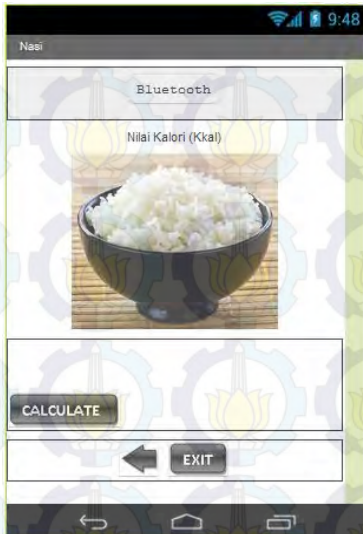 9:48
Nasi
Bluetooth
Nilai Kalori (Kkal)
CALCULATE
EXIT